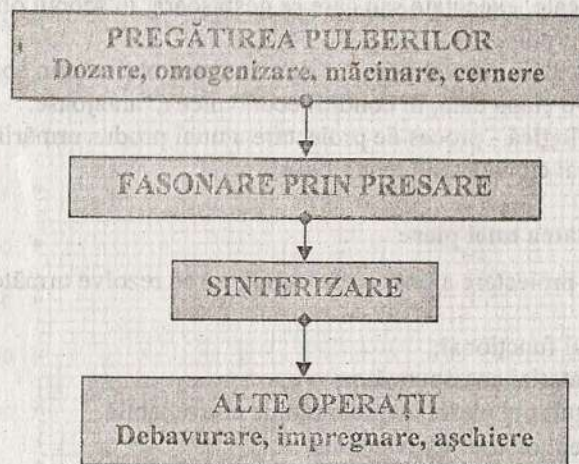 PREGĂTIREA PULBERILOR
Dozare, omogenizare, măcinare, cernere
FASONARE PRIN PRESARE
SINTERIZARE
ALTE OPERAȚII
Debavurare, impregnare, așchiere